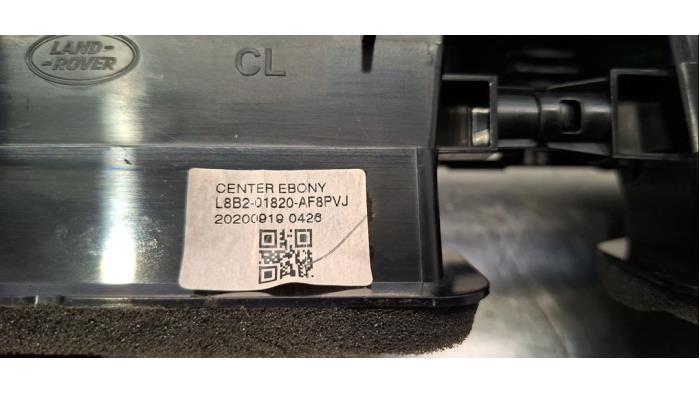 LAND-
-ROVER
CL
CENTER EBONY
L8B2-01820-AF8PVJ
20200919 0426